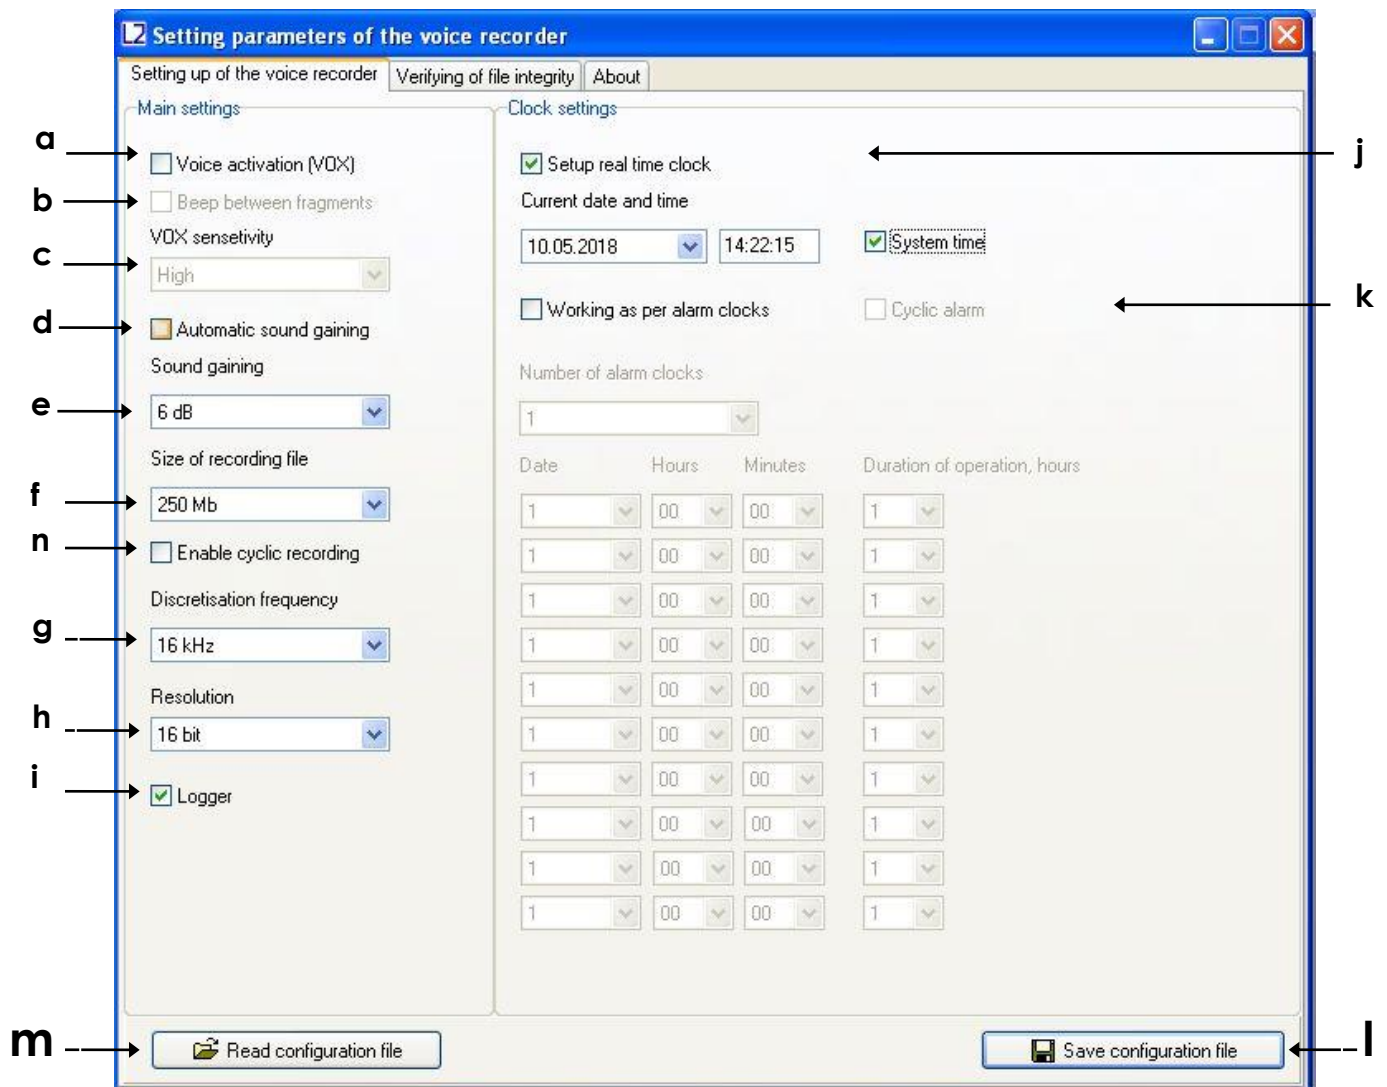 L2 Setting parameters of the voice recorder
Setting up of the voice recorder Verifying of file integrity About
Main settings
a Voice activation (VOX)
b Beep between fragments
VOX sensetivity
c High
d Automatic sound gaining
Sound gaining
e 6 dB
Size of recording file
f 250 Mb
n Enable cyclic recording
Discretisation frequency
g 16 kHz
Resolution
h 16 bit
i Logger
Clock settings
Setup real time clock j
Current date and time
10.05.2018 14:22:15 System time
Working as per alarm clocks Cyclic alarm k
Number of alarm clocks
1
Date Hours Minutes Duration of operation, hours
1 00 00 1
1 00 00 1
1 00 00 1
1 00 00 1
1 00 00 1
1 00 00 1
1 00 00 1
1 00 00 1
1 00 00 1
1 00 00 1
m Read configuration file Save configuration file l